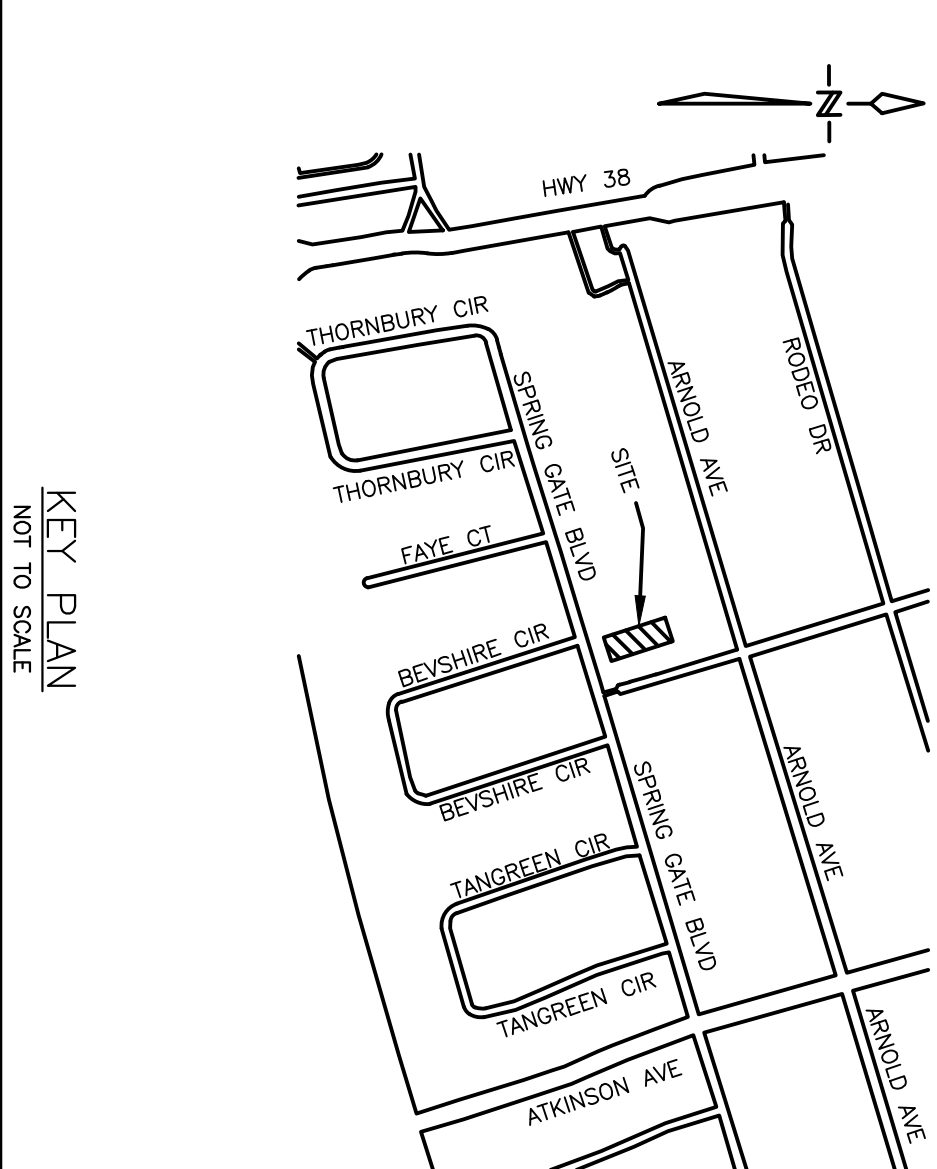 N
HWY 38
THORNBURY CIR
SPRING GATE BLVD
ARNOLD AVE
RODEO DR
THORNBURY CIR
SITE
FAYE CT
BEVSHIRE CIR
BEVSHIRE CIR
SPRING GATE BLVD
ARNOLD AVE
TANGREEN CIR
TANGREEN CIR
ATKINSON AVE
ARNOLD AVE
KEY PLAN
NOT TO SCALE